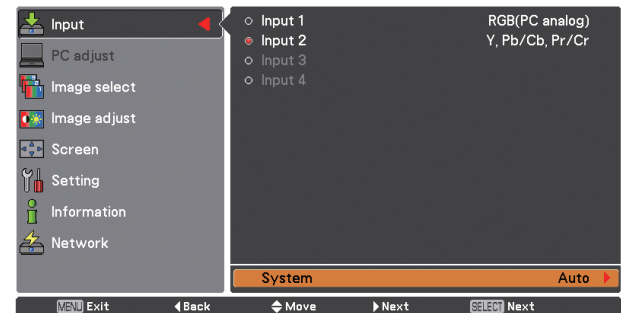 Input
PC adjust
Image select
Image adjust
Screen
Setting
Information
Network
Input 1 RGB(PC analog)
Input 2 Y, Pb/Cb, Pr/Cr
Input 3
Input 4
System Auto
MENU Exit Back Move Next SELECT Next